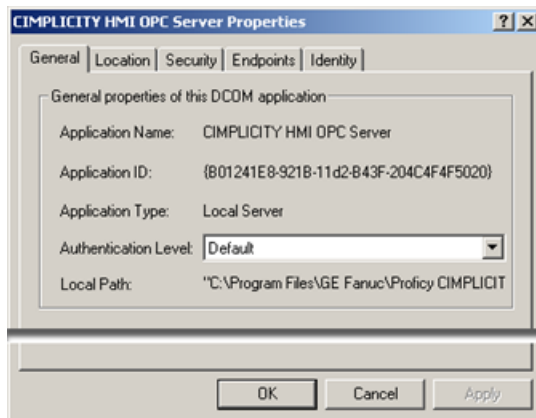 CIMPLICITY HMI OPC Server Properties
General Location Security Endpoints Identity
General properties of this DCOM application
Application Name: CIMPLICITY HMI OPC Server
Application ID: {B01241E8-921B-11d2-B43F-204C4F4F5020}
Application Type: Local Server
Authentication Level: Default
Local Path: "C:\Program Files\GE Fanuc\Proficy CIMPLICIT
OK Cancel Apply